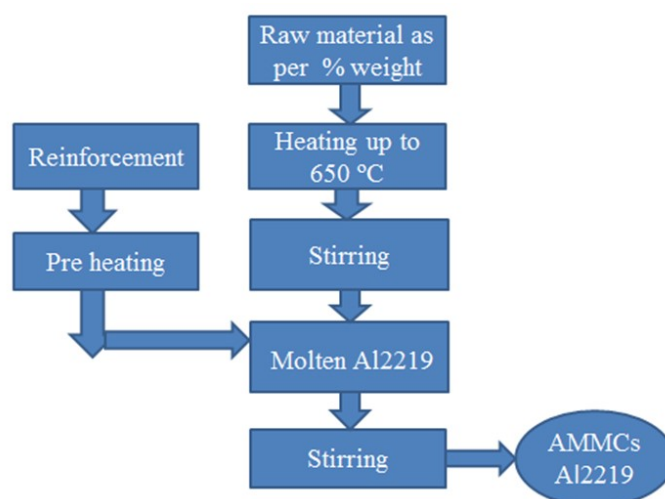 Raw material as
per % weight
Heating up to
650 ºC
Reinforcement
Pre heating
Stirring
Molten Al2219
Stirring
AMMCs
Al2219